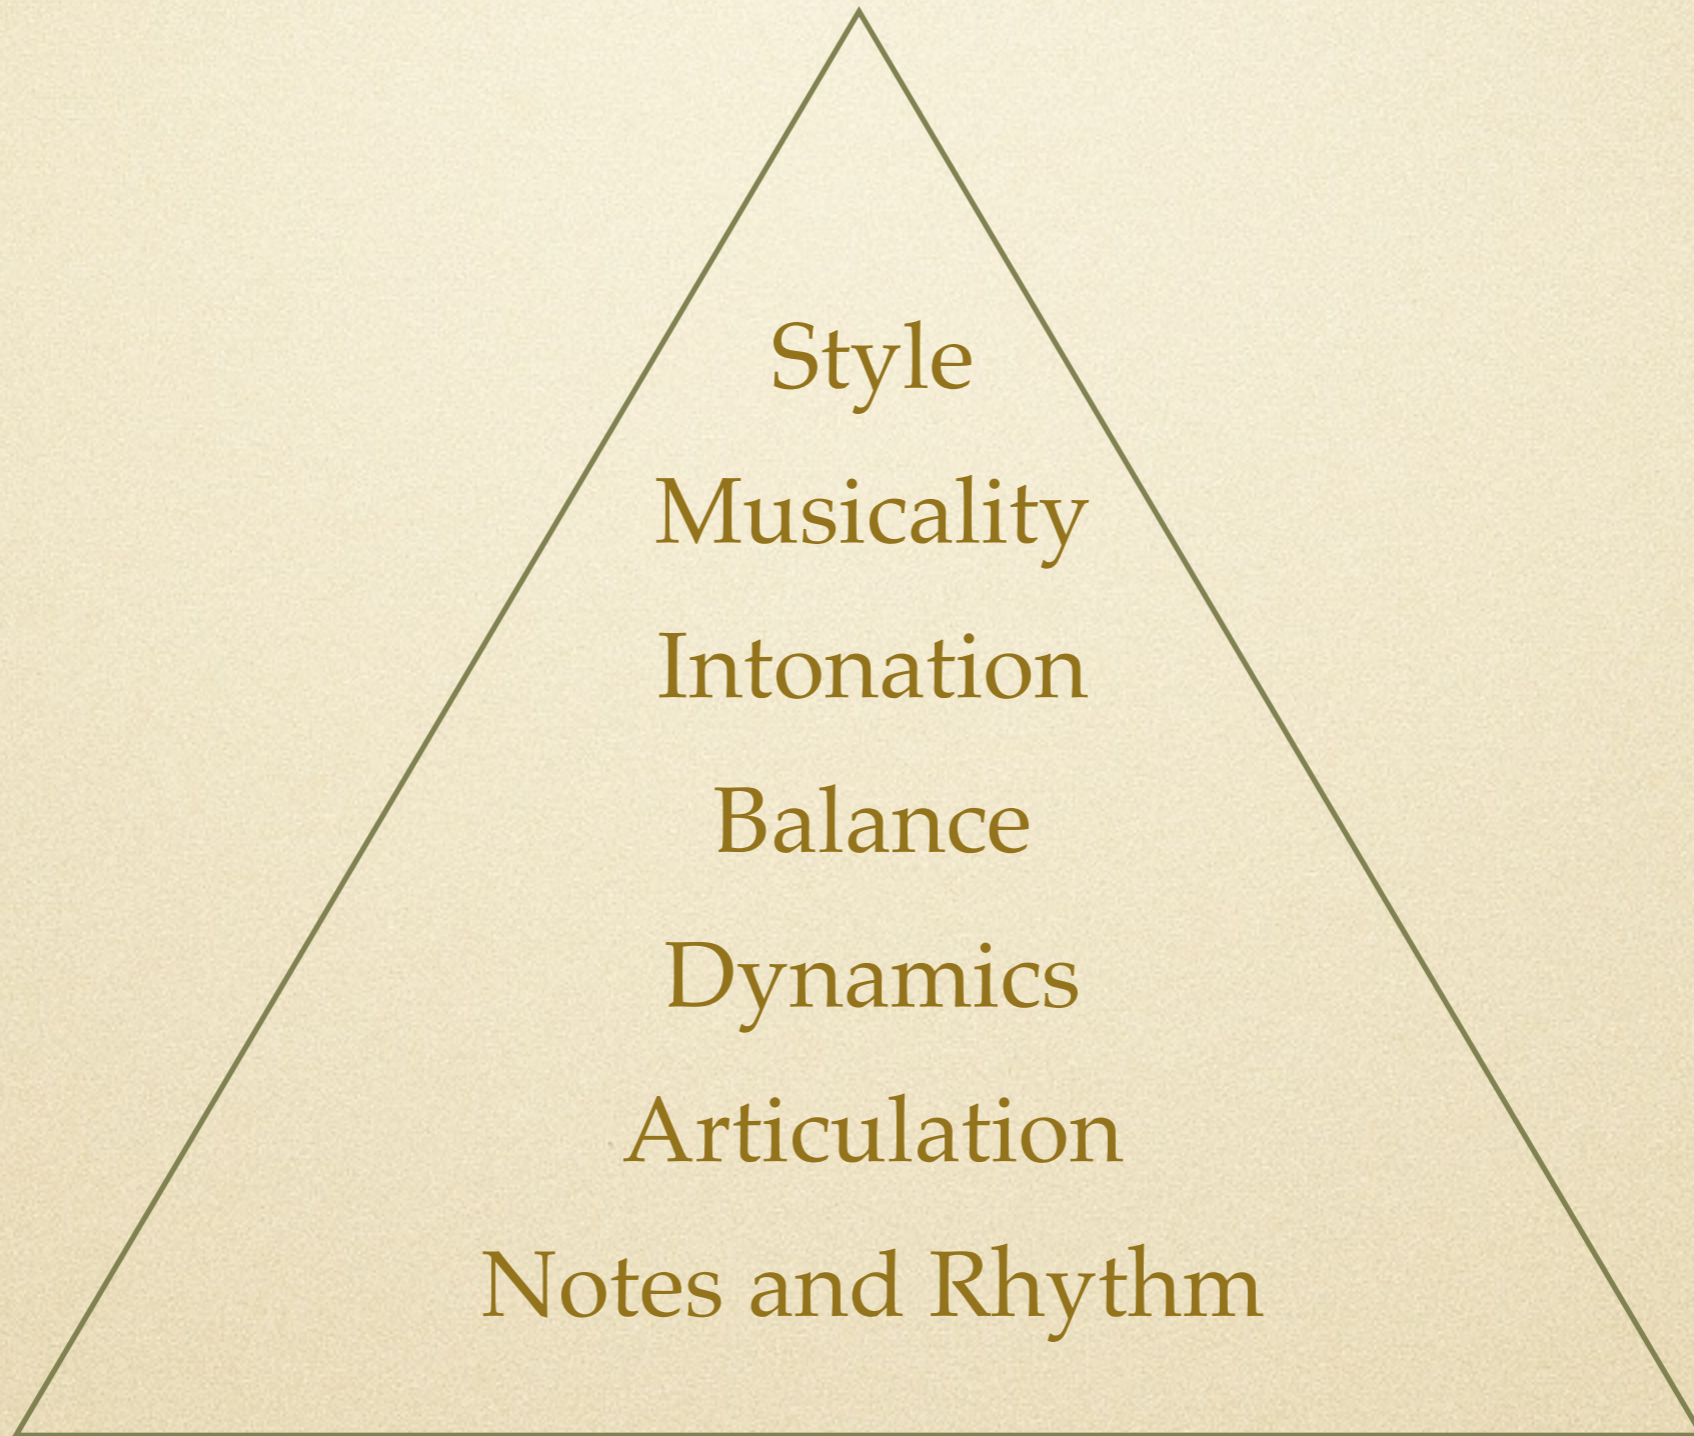 Style
Musicality
Intonation
Balance
Dynamics
Articulation
Notes and Rhythm